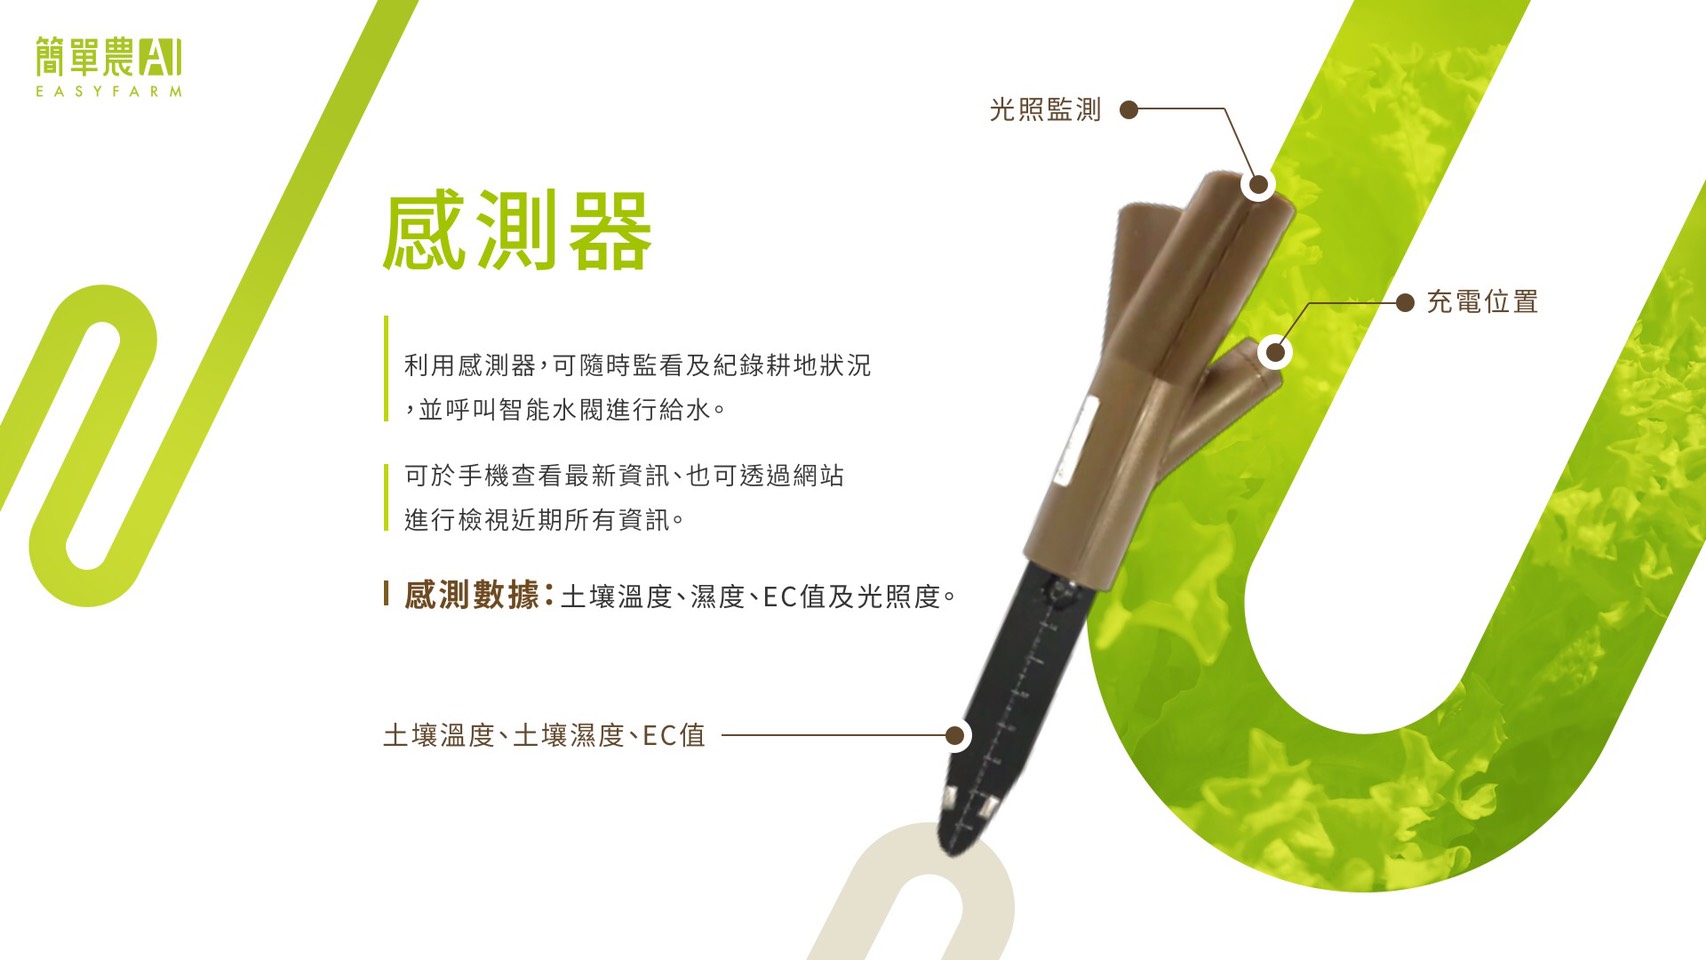 簡單農AI
EASYFARM
光照監測
感測器
充電位置
利用感測器，可隨時監看及紀錄耕地狀況
，並呼叫智能水閥進行給水。
可於手機查看最新資訊、也可透過網站
進行檢視近期所有資訊。
感測數據：土壤溫度、濕度、EC值及光照度。
土壤溫度、土壤濕度、EC值